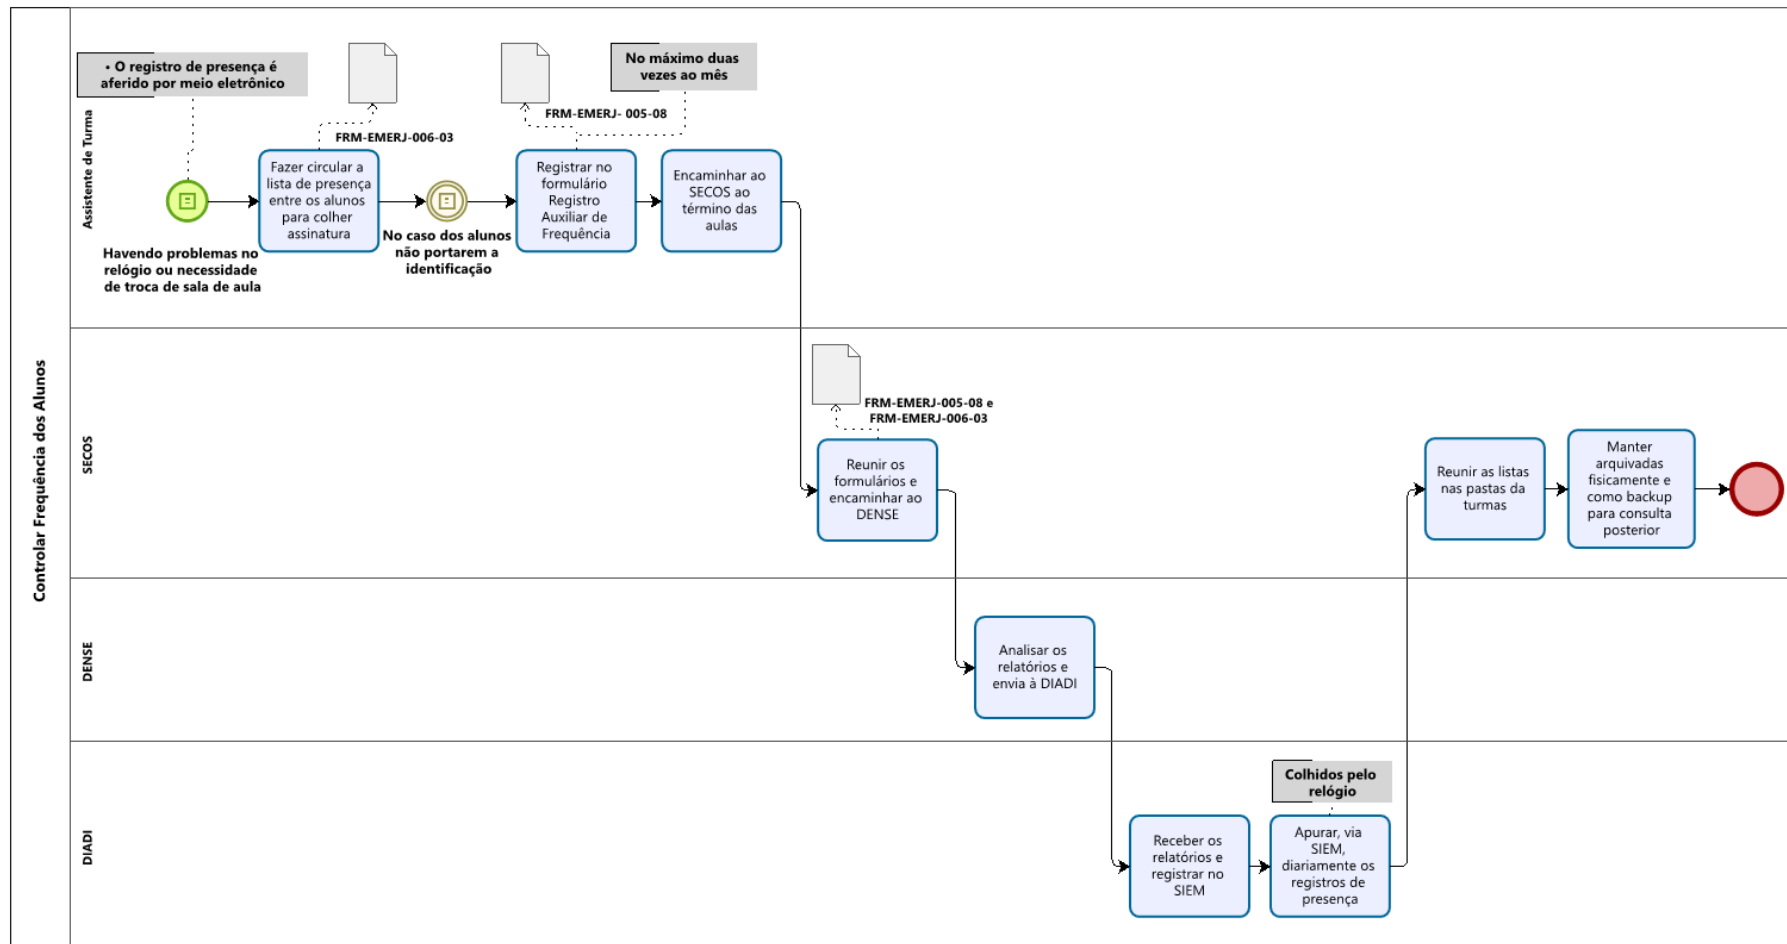 Controlar Frequência dos Alunos
Assistente de Turma
• O registro de presença é
aferido por meio eletrônico
FRM-EMERJ-006-03
FRM-EMERJ- 005-08
No máximo duas
vezes ao mês
Havendo problemas no
relógio ou necessidade
de troca de sala de aula
Fazer circular a
lista de presença
entre os alunos
para colher
assinatura
No caso dos alunos
não portarem a
identificação
Registrar no
formulário
Registro
Auxiliar de
Frequência
Encaminhar ao
SECOS ao
término das
aulas
SECOS
FRM-EMERJ-005-08 e
FRM-EMERJ-006-03
Reunir os
formulários e
encaminhar ao
DENSE
Reunir as listas
nas pastas da
turmas
Manter
arquivadas
fisicamente e
como backup
para consulta
posterior
DENSE
Analisar os
relatórios e
envia à DIADI
DIADI
Receber os
relatórios e
registrar no
SIEM
Colhidos pelo
relógio
Apurar, via
SIEM,
diariamente os
registros de
presença